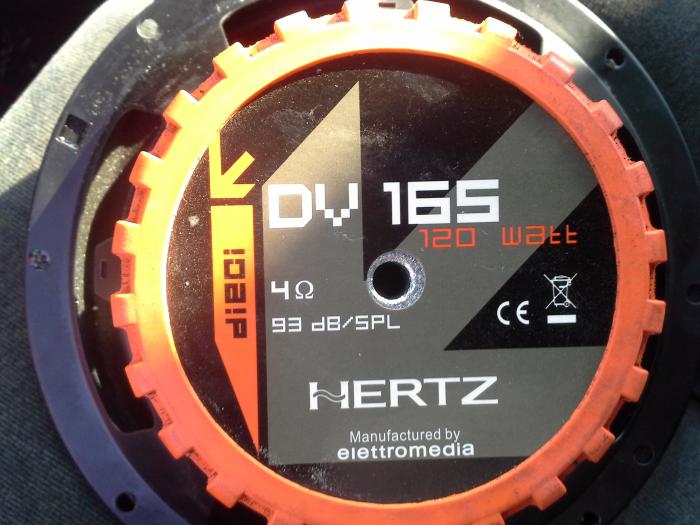 DV 165
120 watt
dieci
4Ω
93 dB/SPL
CE
HERTZ
Manufactured by
elettromedia